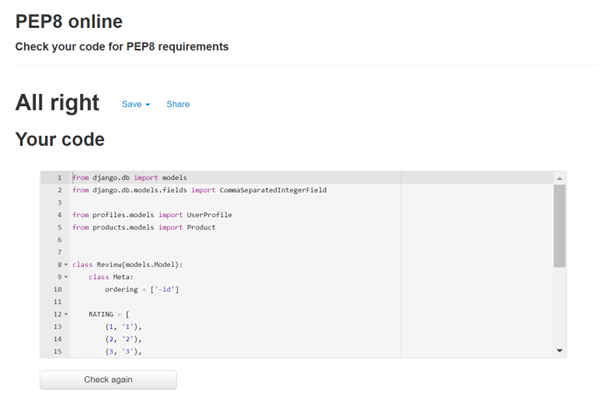 PEP8 online
Check your code for PEP8 requirements
All right Save Share
Your code
1 from django.db import models
2 from django.db.models.fields import CommaSeparatedIntegerField
3
4 from profiles.models import UserProfile
5 from products.models import Product
6
7
8 class Review(models.Model):
9     class Meta:
10         ordering = ['-id']
11
12     RATING = [
13         (1, '1'),
14         (2, '2'),
15         (3, '3'),
Check again